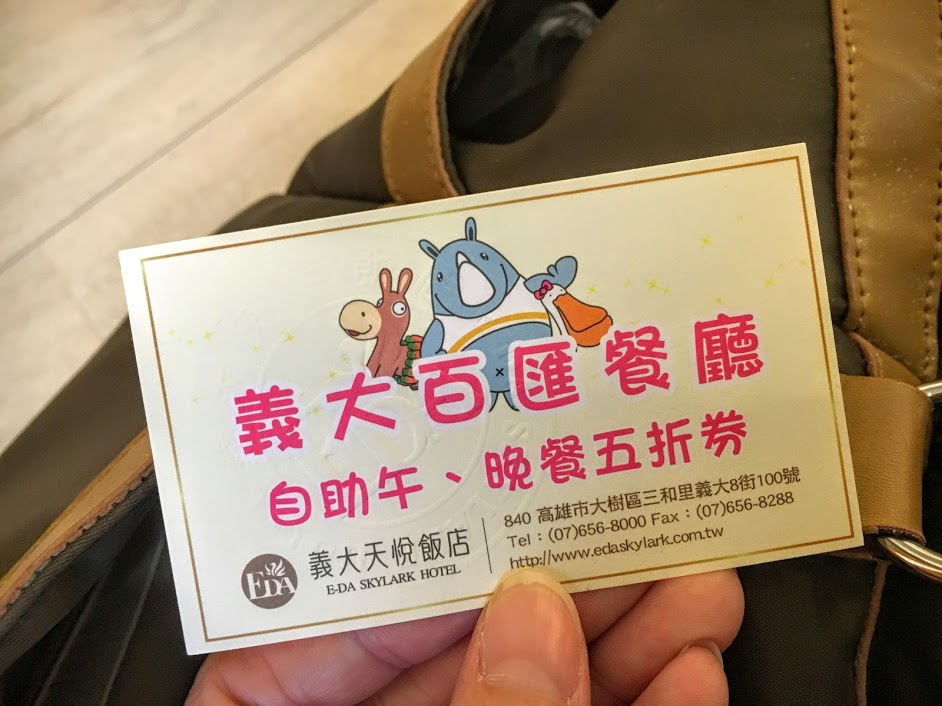 義大百匯餐廳
自助午、晚餐五折券
EDA
義大天悅飯店
E-DA SKYLARK HOTEL
840 高雄市大樹區三和里義大8街100號
Tel：(07)656-8000 Fax：(07)656-8288
http://www.edaskylark.com.tw